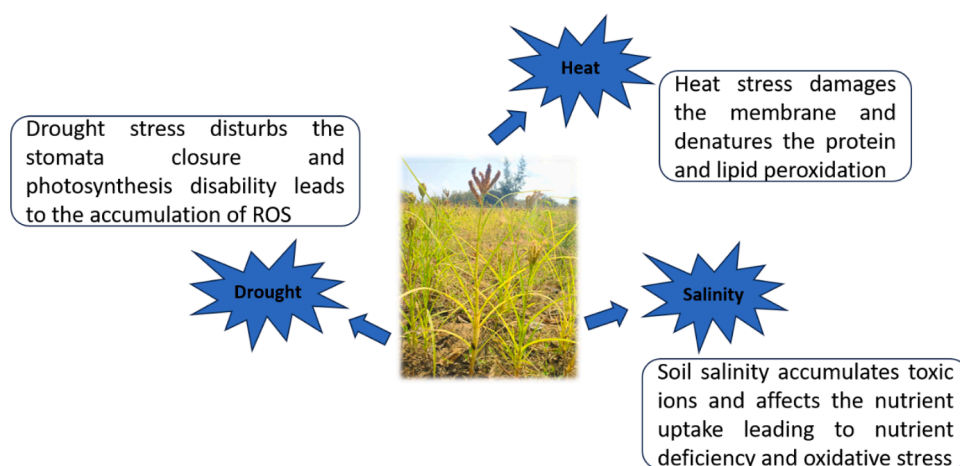 Heat
Heat stress damages
the membrane and
denatures the protein
and lipid peroxidation
Drought stress disturbs the
stomata closure and
photosynthesis disability leads
to the accumulation of ROS
Drought
Salinity
Soil salinity accumulates toxic
ions and affects the nutrient
uptake leading to nutrient
deficiency and oxidative stress